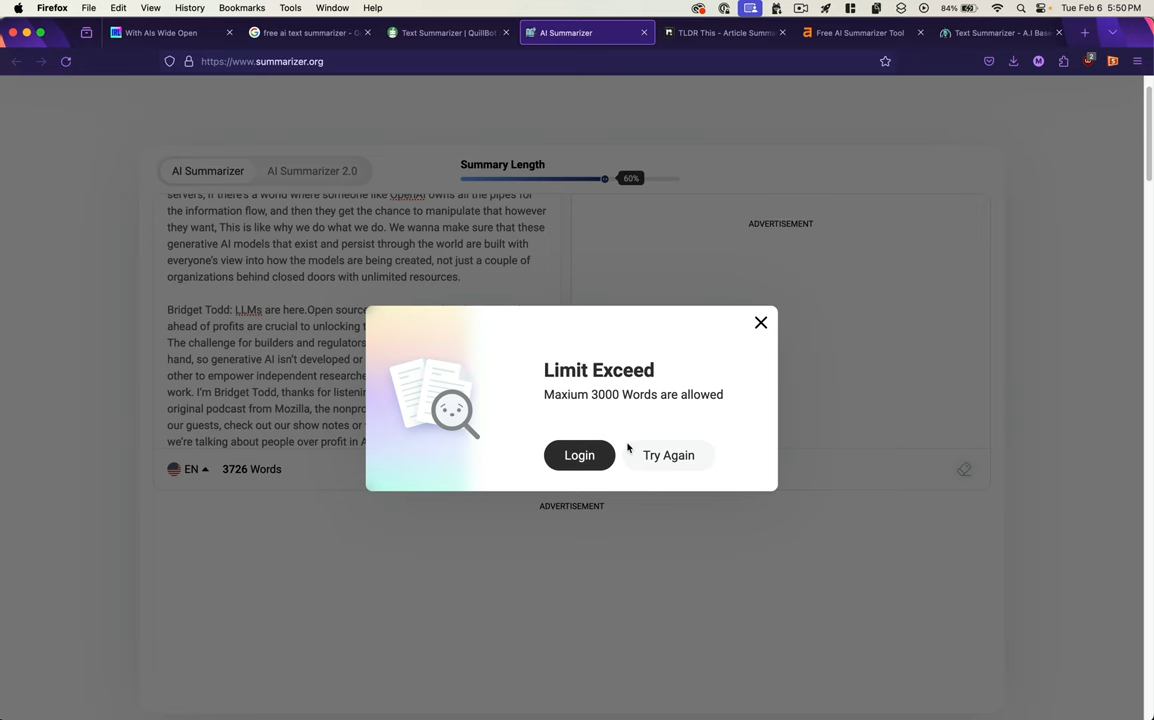 Firefox File Edit View History Bookmarks Tools Window Help 84% Tue Feb 6 5:50 PM
With AIs Wide Open
free ai text summarizer - G
Text Summarizer | QuillBot
AI Summarizer
TLDR This - Article Summa
Free AI Summarizer Tool
Text Summarizer - A.I Base
https://www.summarizer.org
M
2
AI Summarizer
AI Summarizer 2.0
Summary Length
60%
servers, if there's a world where someone like OpenAI owns all the pipes for
the information flow, and then they get the chance to manipulate that however
they want, This is like why we do what we do. We wanna make sure that these
generative AI models that exist and persist through the world are built with
everyone's view into how the models are being created, not just a couple of
organizations behind closed doors with unlimited resources.
Bridget Todd: LLMs are here.Open source
ahead of profits are crucial to unlocking t
The challenge for builders and regulators
hand, so generative AI isn't developed or
other to empower independent researche
work. I'm Bridget Todd, thanks for listenin
original podcast from Mozilla, the nonpro
our guests, check out our show notes or
we're talking about people over profit in A
EN 3726 Words
ADVERTISEMENT
Limit Exceed
Maxium 3000 Words are allowed
Login
Try Again
ADVERTISEMENT